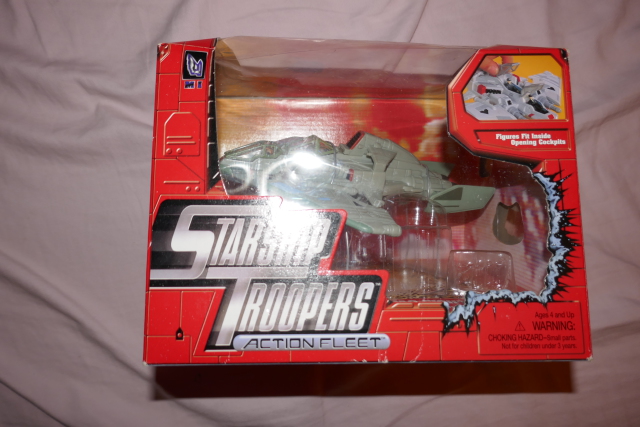 MI
Figures Fit Inside
Opening Cockpits
STARSHIP
TROOPERS
ACTION FLEET
Ages 4 and Up
WARNING:
CHOKING HAZARD–Small parts.
Not for children under 3 years.